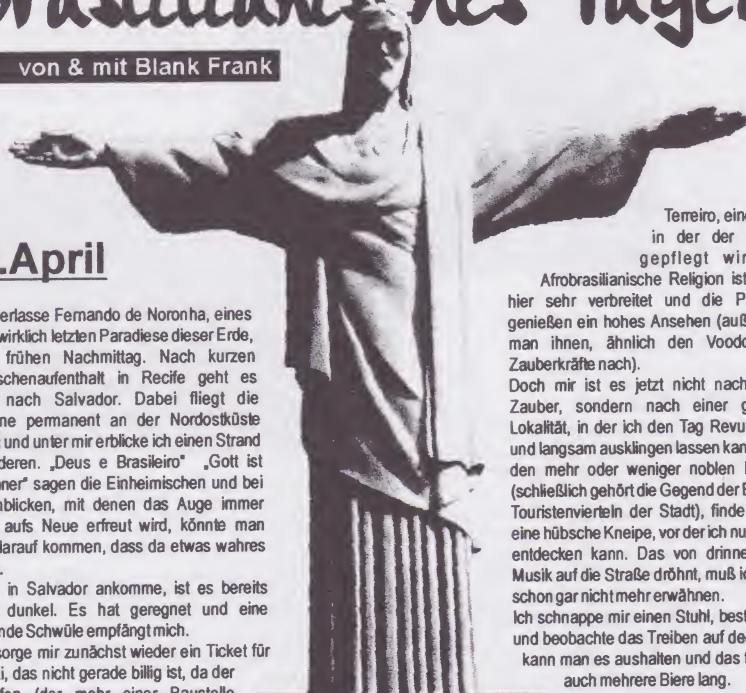 rasilianis hes Tage
von & mit Blank Frank
.April
erlasse Fernando de Noronha, eines
wirklich letzten Paradiese dieser Erde,
frühen Nachmittag. Nach kurzen
schenaufenthalt in Recife geht es
nach Salvador. Dabei fliegt die
ne permanent an der Nordostküste
und unter mir erblicke ich einen Strand
deren. „Deus e Brasileiro" „Gott ist
ner" sagen die Einheimischen und bei
nblicken, mit denen das Auge immer
aufs Neue erfreut wird, könnte man
darauf kommen, dass da etwas wahres
in Salvador ankomme, ist es bereits
dunkel. Es hat geregnet und eine
nde Schwüle empfängt mich.
sorge mir zunächst wieder ein Ticket für
i, das nicht gerade billig ist, da der
fen (der mehr einer Baustelle
Terreiro, eine
in der der
gepflegt wir
Afrobrasilianische Religion ist
hier sehr verbreitet und die P
genießen ein hohes Ansehen (auß
man ihnen, ähnlich den Voodo
Zauberkräfte nach).
Doch mir ist es jetzt nicht nach
Zauber, sondern nach einer g
Lokalität, in der ich den Tag Revu
und langsam ausklingen lassen kan
den mehr oder weniger noblen
(schließlich gehört die Gegend der
Touristenvierteln der Stadt), finde
eine hübsche Kneipe, vor der ich nu
entdecken kann. Das von drinne
Musik auf die Straße dröhnt, muß ic
schon gar nicht mehr erwähnen.
Ich schnappe mir einen Stuhl, best
und beobachte das Treiben auf de
kann man es aushalten und das
auch mehrere Biere lang.